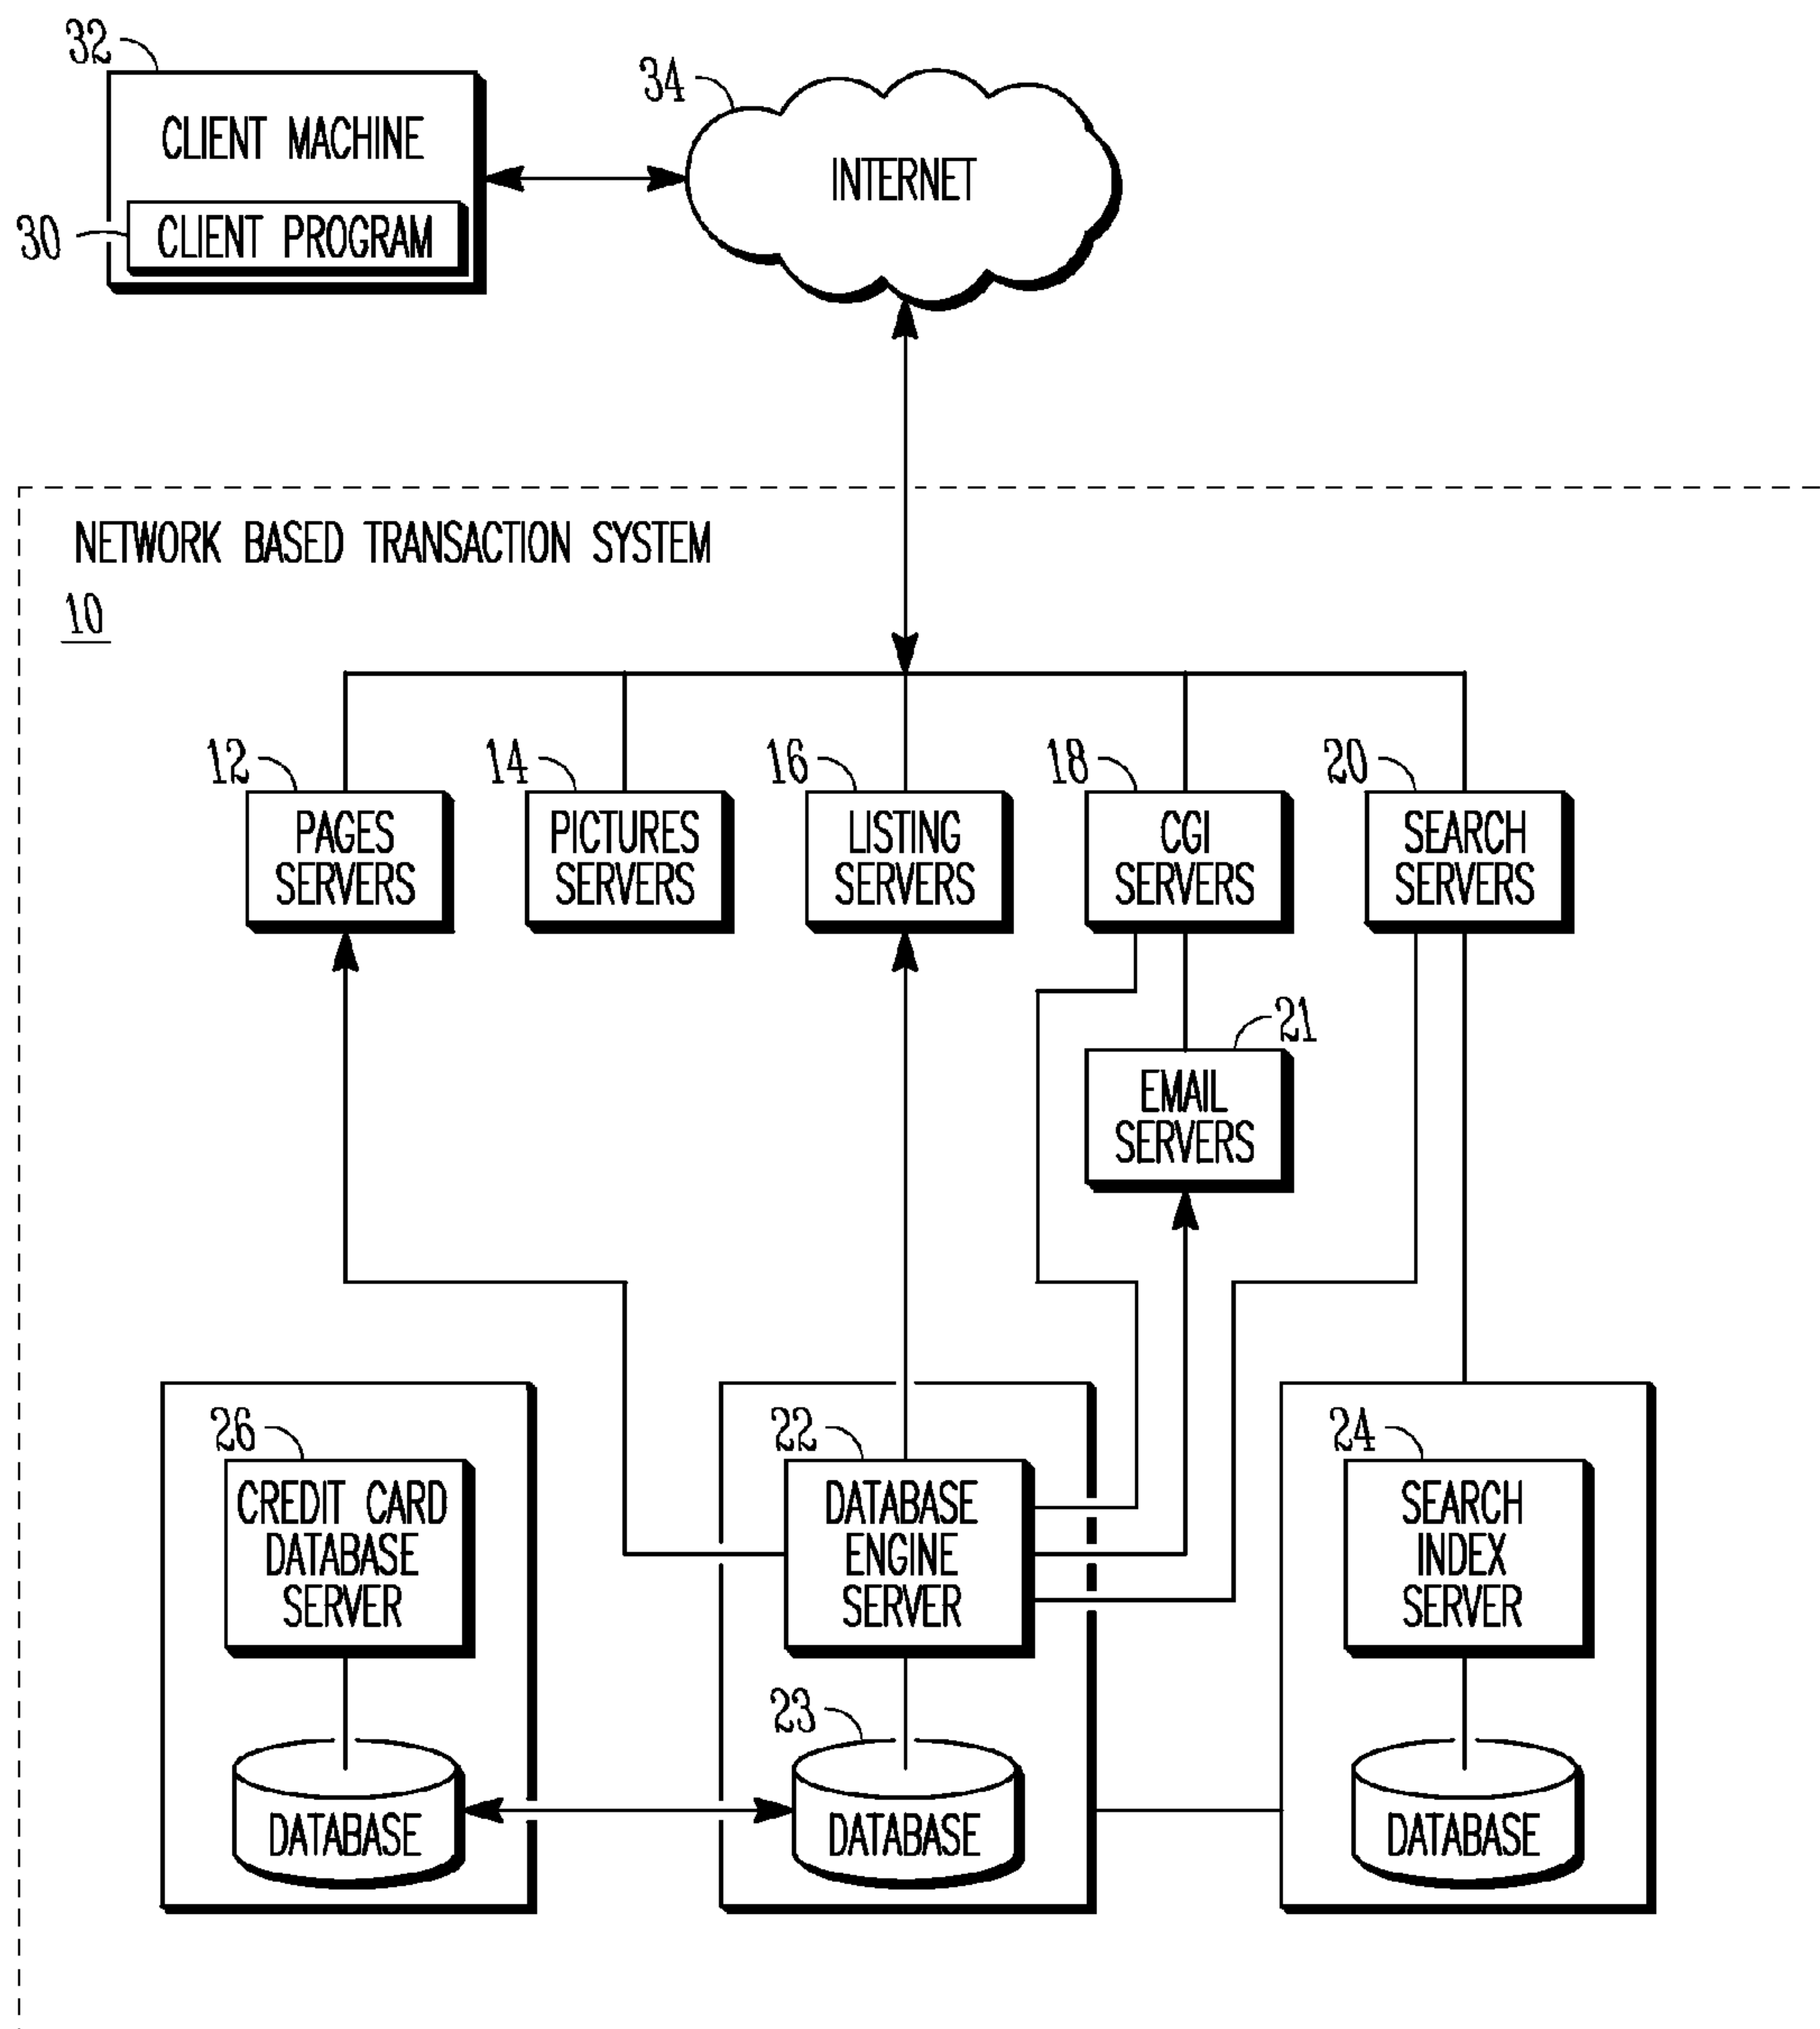 32
CLIENT MACHINE
30
CLIENT PROGRAM
34
INTERNET
NETWORK BASED TRANSACTION SYSTEM
10
12
PAGES
SERVERS
14
PICTURES
SERVERS
16
LISTING
SERVERS
18
CGI
SERVERS
20
SEARCH
SERVERS
21
EMAIL
SERVERS
26
CREDIT CARD
DATABASE
SERVER
DATABASE
22
DATABASE
ENGINE
SERVER
23
DATABASE
24
SEARCH
INDEX
SERVER
DATABASE